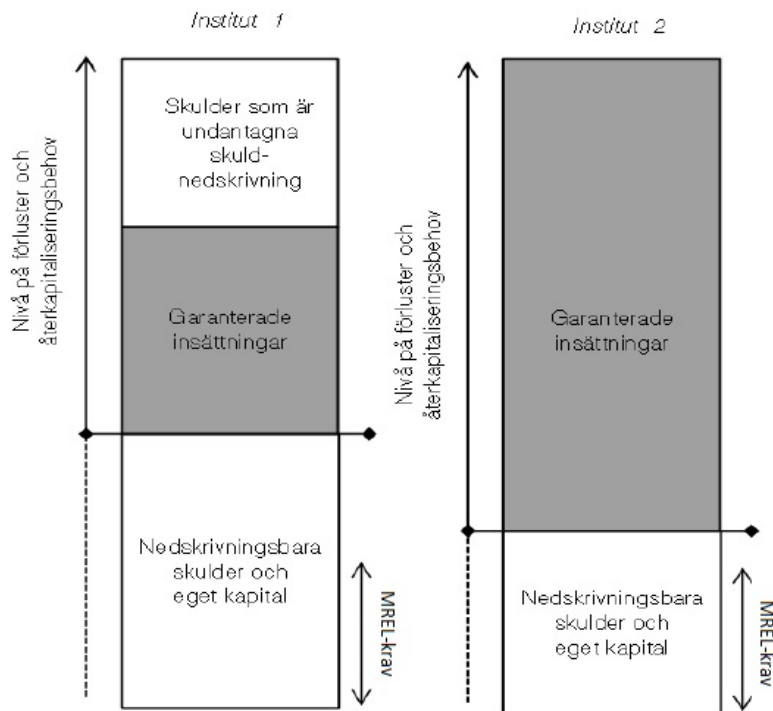 Institut 1
Nivå på förluster och
återkapitaliseringsbehov
Skulder som är
undantagna
skuld-
nedskrivning
Garanterade
insättningar
Nedskrivningsbara
skulder och
eget kapital
MREL-krav
Institut 2
Nivå på förluster och
återkapitaliseringsbehov
Garanterade
insättningar
Nedskrivningsbara
skulder och
eget kapital
MREL-krav